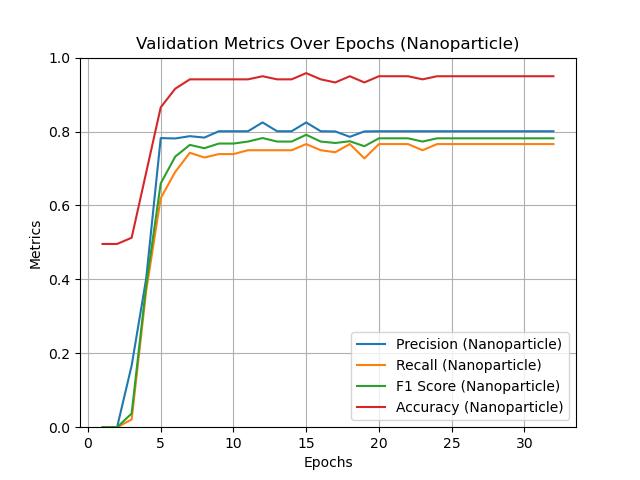 Validation Metrics Over Epochs (Nanoparticle)
1.0
0.8
0.6
0.4
0.2
0.0
Metrics
0 5 10 15 20 25 30
Epochs
Precision (Nanoparticle)
Recall (Nanoparticle)
F1 Score (Nanoparticle)
Accuracy (Nanoparticle)